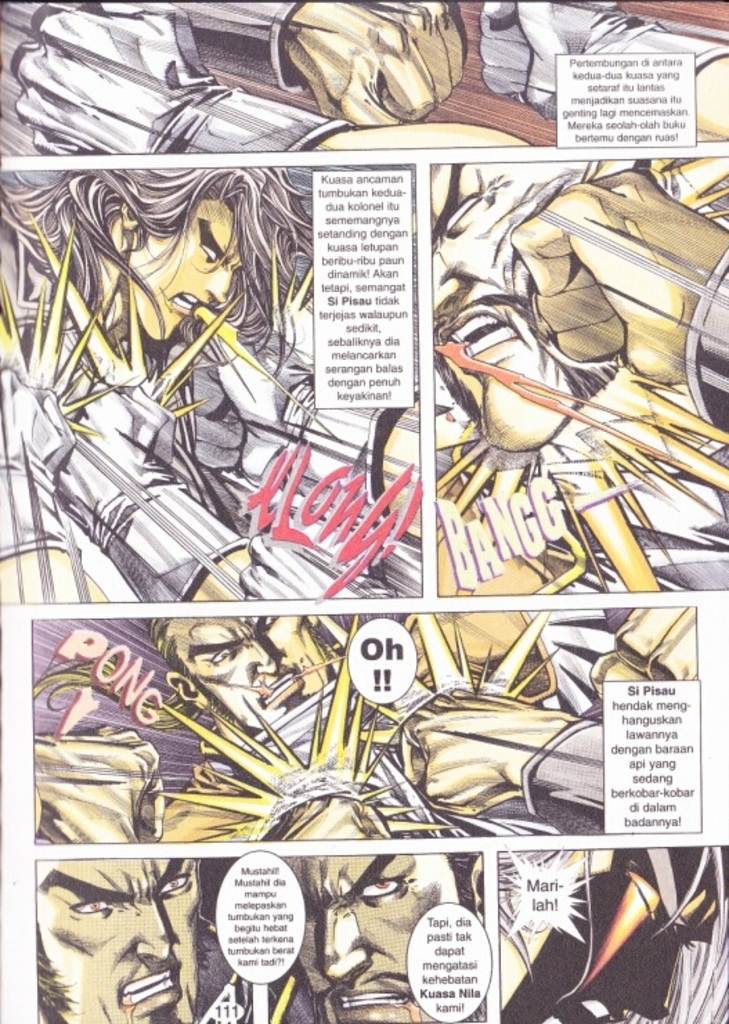 Pertembungan di antara
kedua-dua kuasa yang
setaraf itu lantas
menjadikan suasana itu
genting lagi mencemaskan.
Mereka seolah-olah buku
bertemu dengan ruas!
Kuasa ancaman
tumbukan kedua-
dua kolonel itu
sememangnya
setanding dengan
kuasa letupan
beribu-ribu paun
dinamik! Akan
tetapi, semangat
Si Pisau tidak
terjejas walaupun
sedikit,
sebaliknya dia
melancarkan
serangan balas
dengan penuh
keyakinan!
KLONG!
BANGG
PONG!
Oh
!!
Si Pisau
hendak meng-
hanguskan
lawannya
dengan baraan
api yang
sedang
berkobar-kobar
di dalam
badannya!
Mustahil!
Mustahil dia
mampu
melepaskan
tumbukan yang
begitu hebat
setelah terkena
tumbukan berat
kami tadi?!
Tapi, dia
pasti tak
dapat
mengatasi
kehebatan
Kuasa Nila
kami!
Mari-
lah!
111